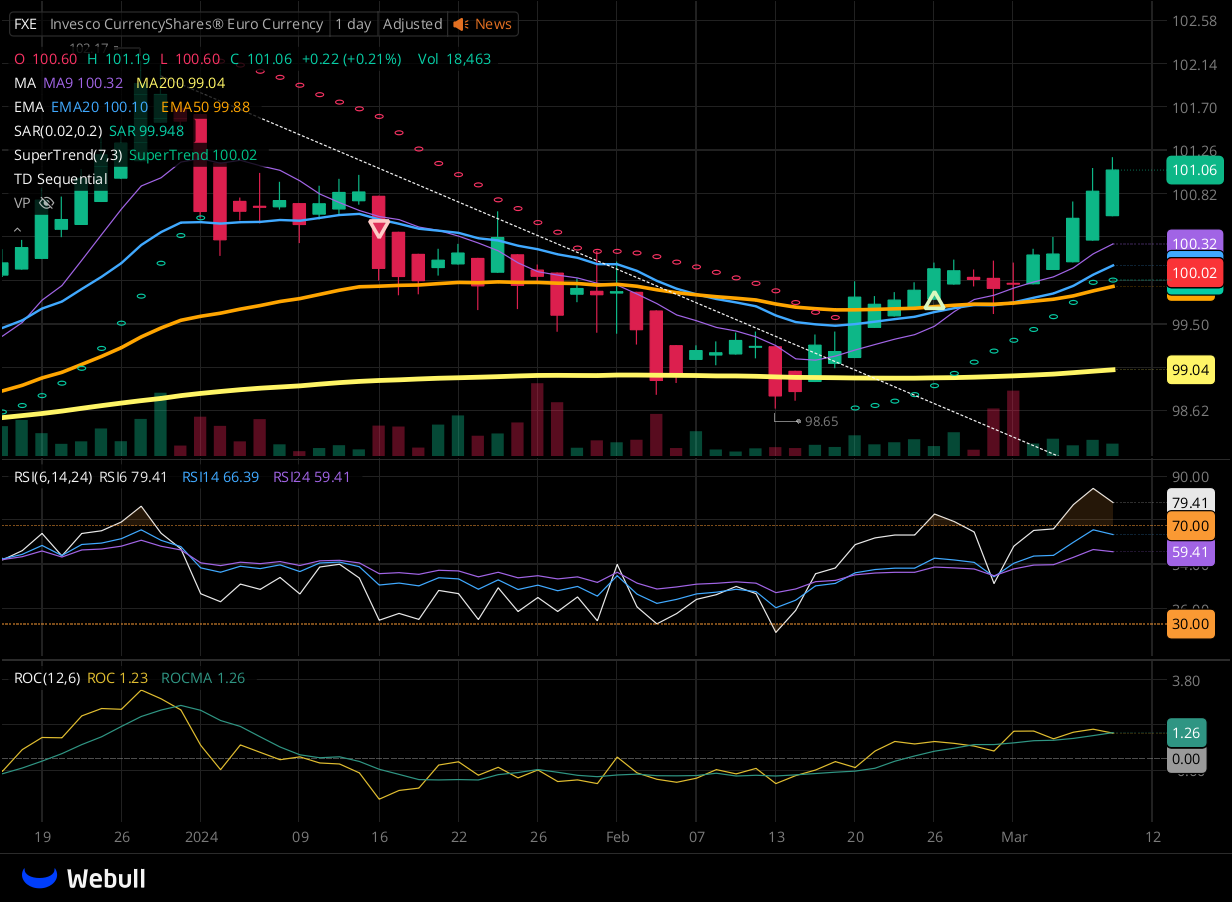 FXE Invesco CurrencyShares® Euro Currency 1 day Adjusted News
102.17
O 100.60 H 101.19 L 100.60 C 101.06 +0.22 (+0.21%) Vol 18,463
MA MA9 100.32 MA200 99.04
EMA EMA20 100.10 EMA50 99.88
SAR(0.02,0.2) SAR 99.948
SuperTrend(7,3) SuperTrend 100.02
TD Sequential
VP
102.58
102.14
101.70
101.26
101.06
100.82
100.32
100.02
99.50
99.04
98.62
98.65
RSI(6,14,24) RSI6 79.41 RSI14 66.39 RSI24 59.41
90.00
79.41
70.00
59.41
30.00
ROC(12,6) ROC 1.23 ROCMA 1.26
3.80
1.26
0.00
19 26 2024 09 16 22 26 Feb 07 13 20 26 Mar 12
Webull